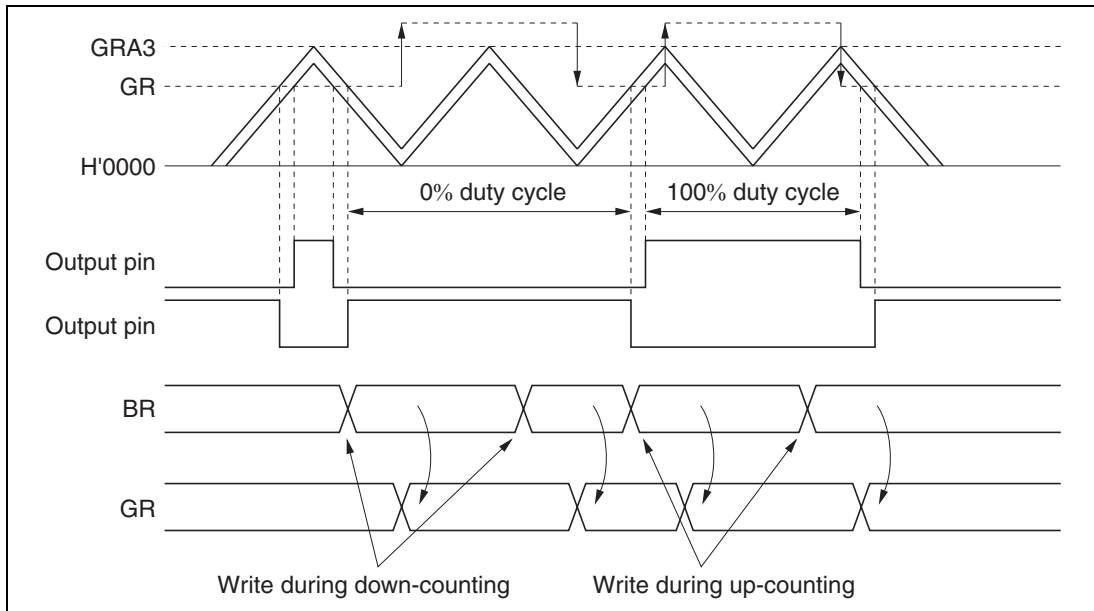 GRA3
GR
H'0000
0% duty cycle
100% duty cycle
Output pin
Output pin
BR
GR
Write during down-counting
Write during up-counting